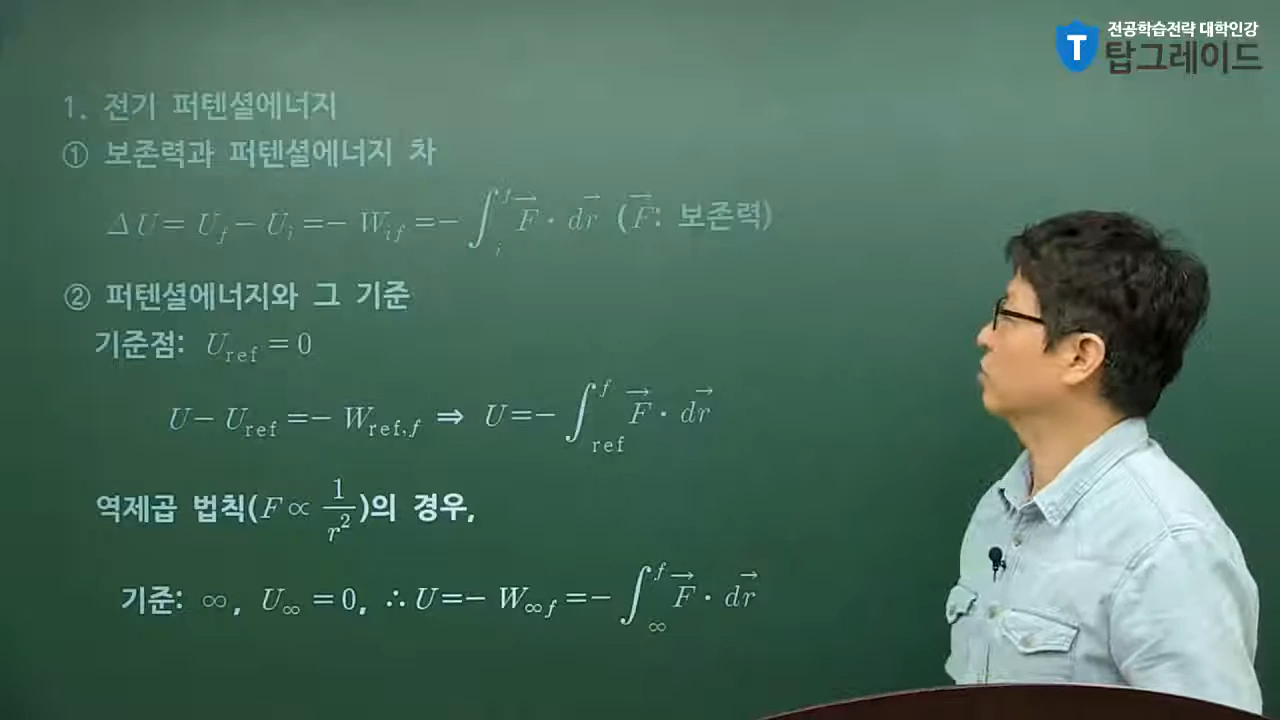 전공학습전략 대학인강
T 탑그레이드
1. 전기 퍼텐셜에너지
① 보존력과 퍼텐셜에너지 차
ΔU = U_f − U_i = − W_{if} = − ∫_i^f F⃗ · dr⃗ (F⃗: 보존력)
② 퍼텐셜에너지와 그 기준
기준점: U_ref = 0
U − U_ref = − W_{ref,f} ⇒ U = − ∫_ref^f F⃗ · dr⃗
역제곱 법칙(F ∝ 1/r²)의 경우,
기준: ∞, U_∞ = 0, ∴ U = − W_{∞f} = − ∫_∞^f F⃗ · dr⃗